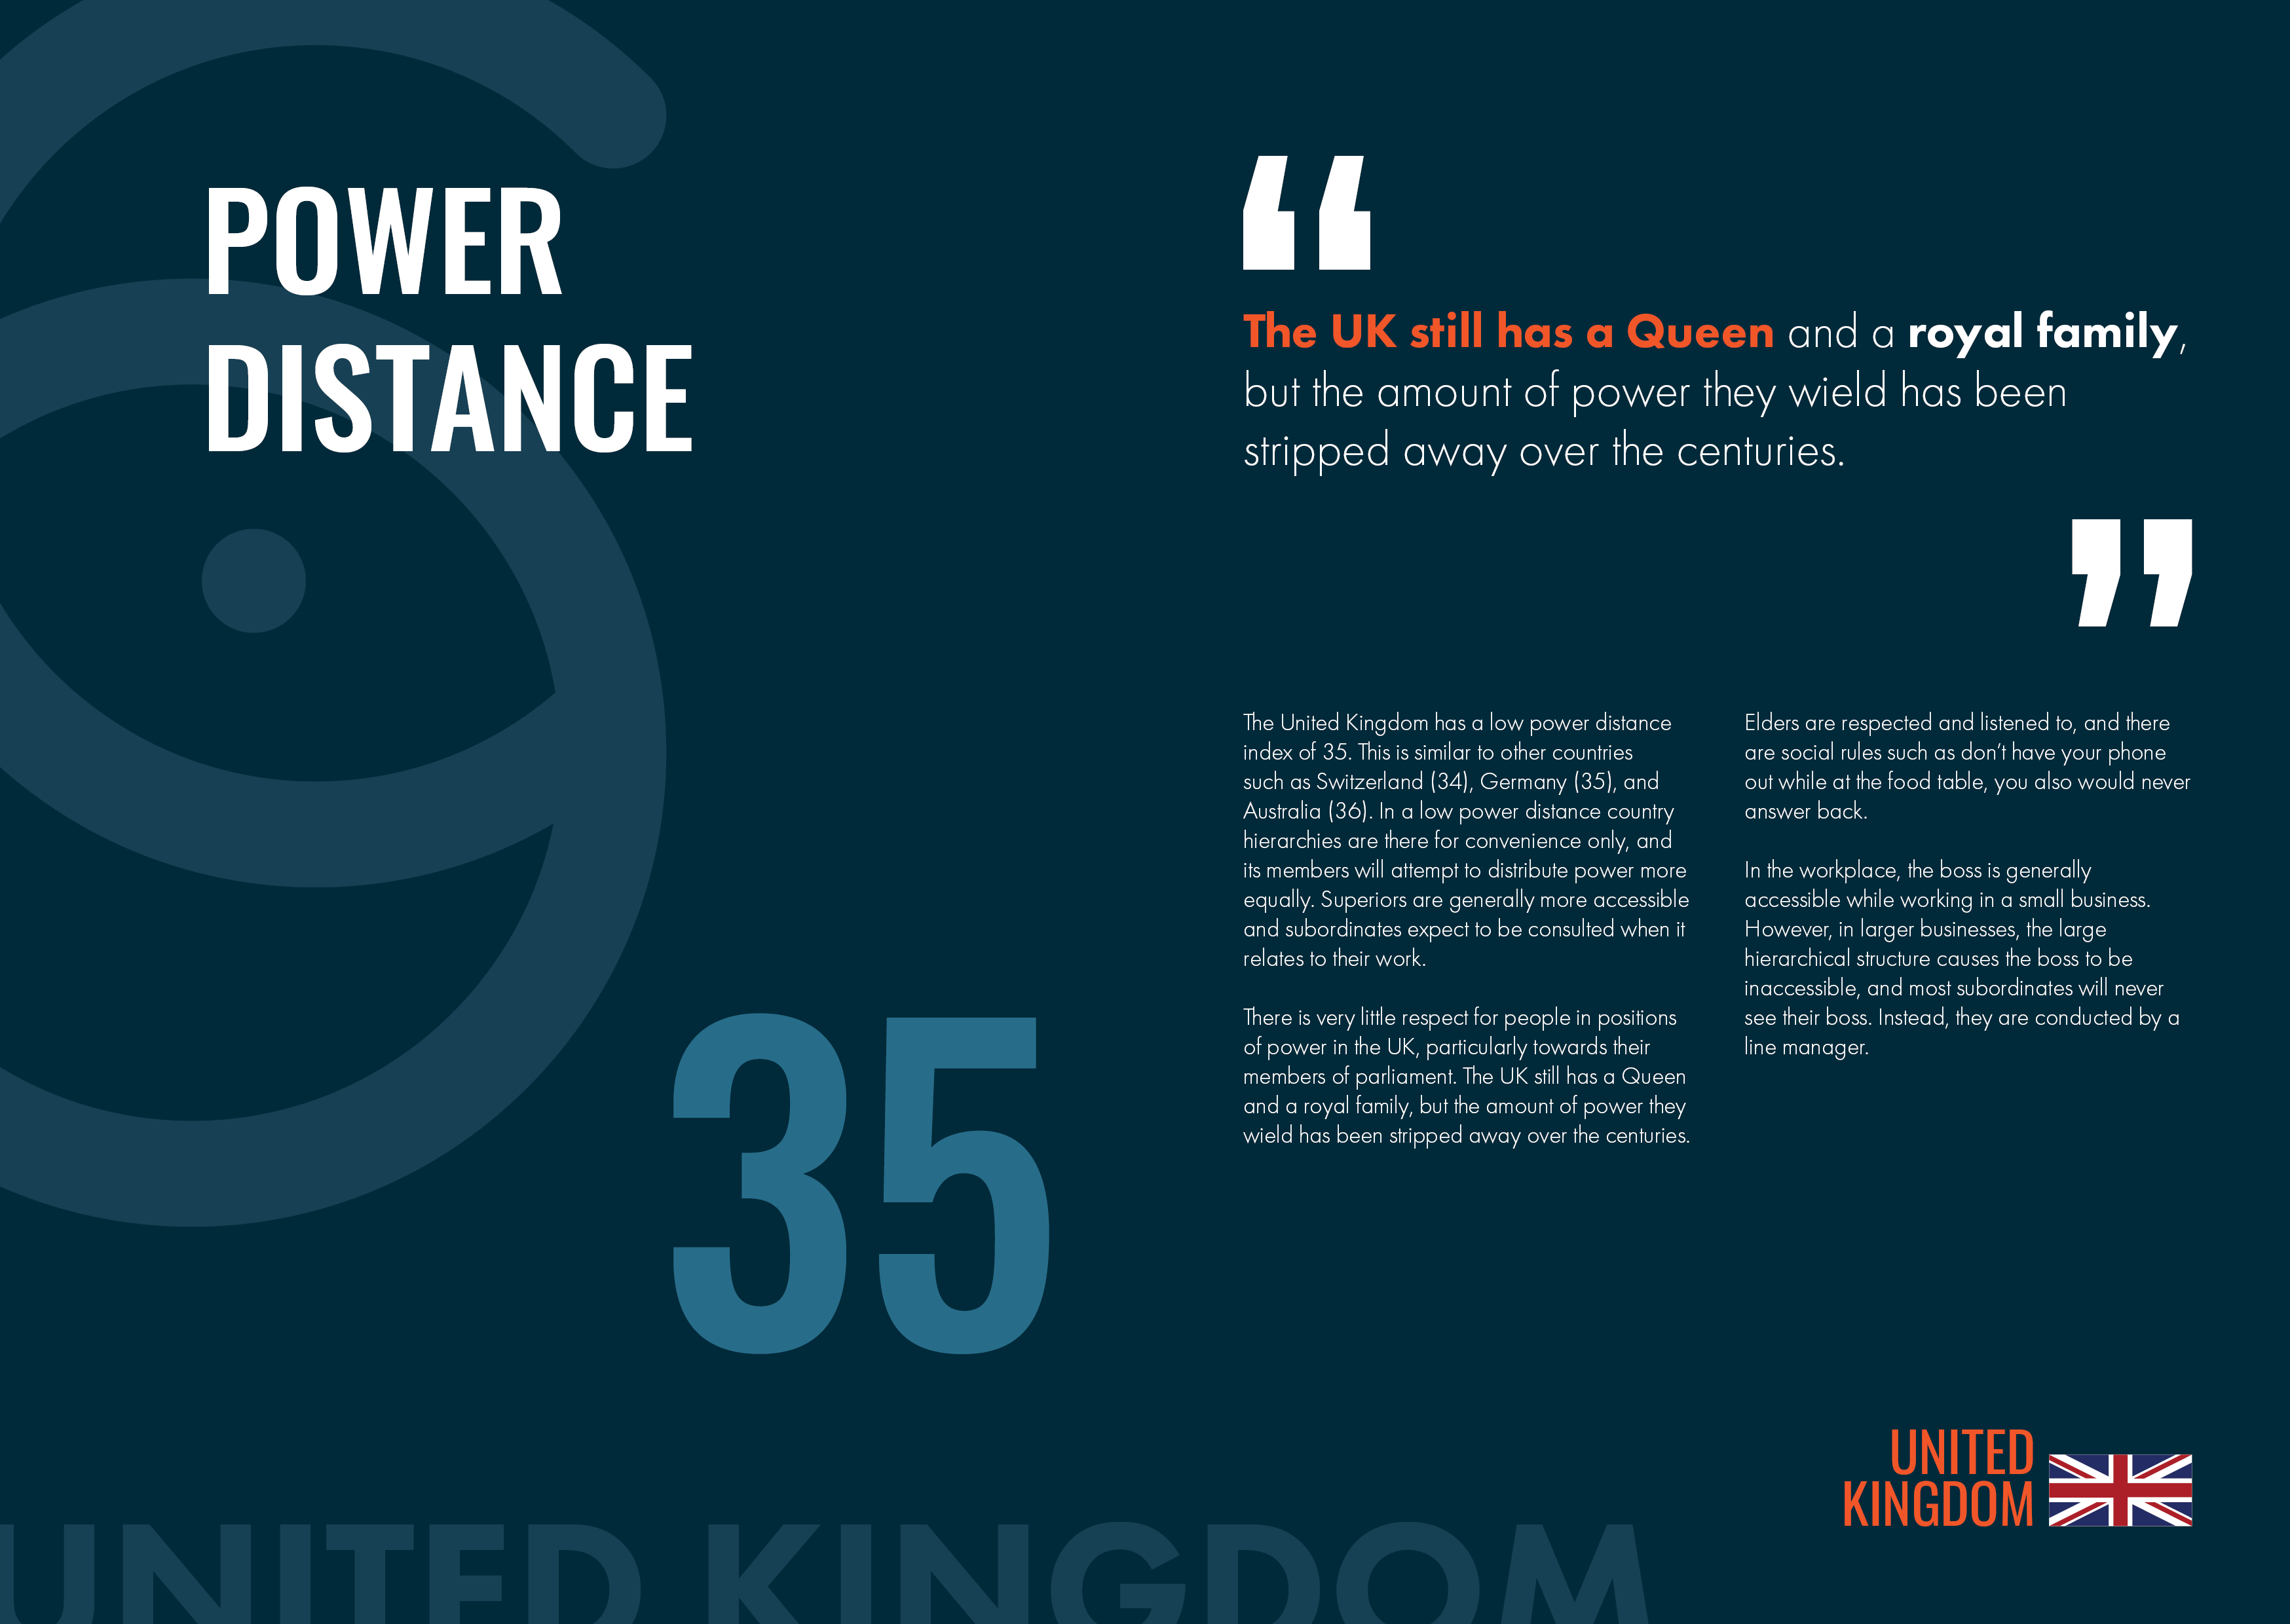 POWER
DISTANCE
35
“
The UK still has a Queen and a royal family,
but the amount of power they wield has been
stripped away over the centuries.
”
The United Kingdom has a low power distance
index of 35. This is similar to other countries
such as Switzerland (34), Germany (35), and
Australia (36). In a low power distance country
hierarchies are there for convenience only, and
its members will attempt to distribute power more
equally. Superiors are generally more accessible
and subordinates expect to be consulted when it
relates to their work.
There is very little respect for people in positions
of power in the UK, particularly towards their
members of parliament. The UK still has a Queen
and a royal family, but the amount of power they
wield has been stripped away over the centuries.
Elders are respected and listened to, and there
are social rules such as don’t have your phone
out while at the food table, you also would never
answer back.
In the workplace, the boss is generally
accessible while working in a small business.
However, in larger businesses, the large
hierarchical structure causes the boss to be
inaccessible, and most subordinates will never
see their boss. Instead, they are conducted by a
line manager.
UNITED
KINGDOM
UNITED KINGDOM